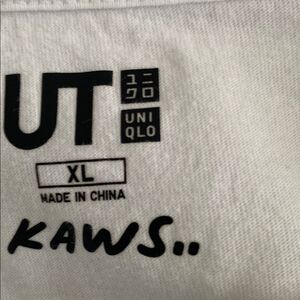 UT ユニ
クロ
UNI
QLO
XL
MADE IN CHINA
KAWS..